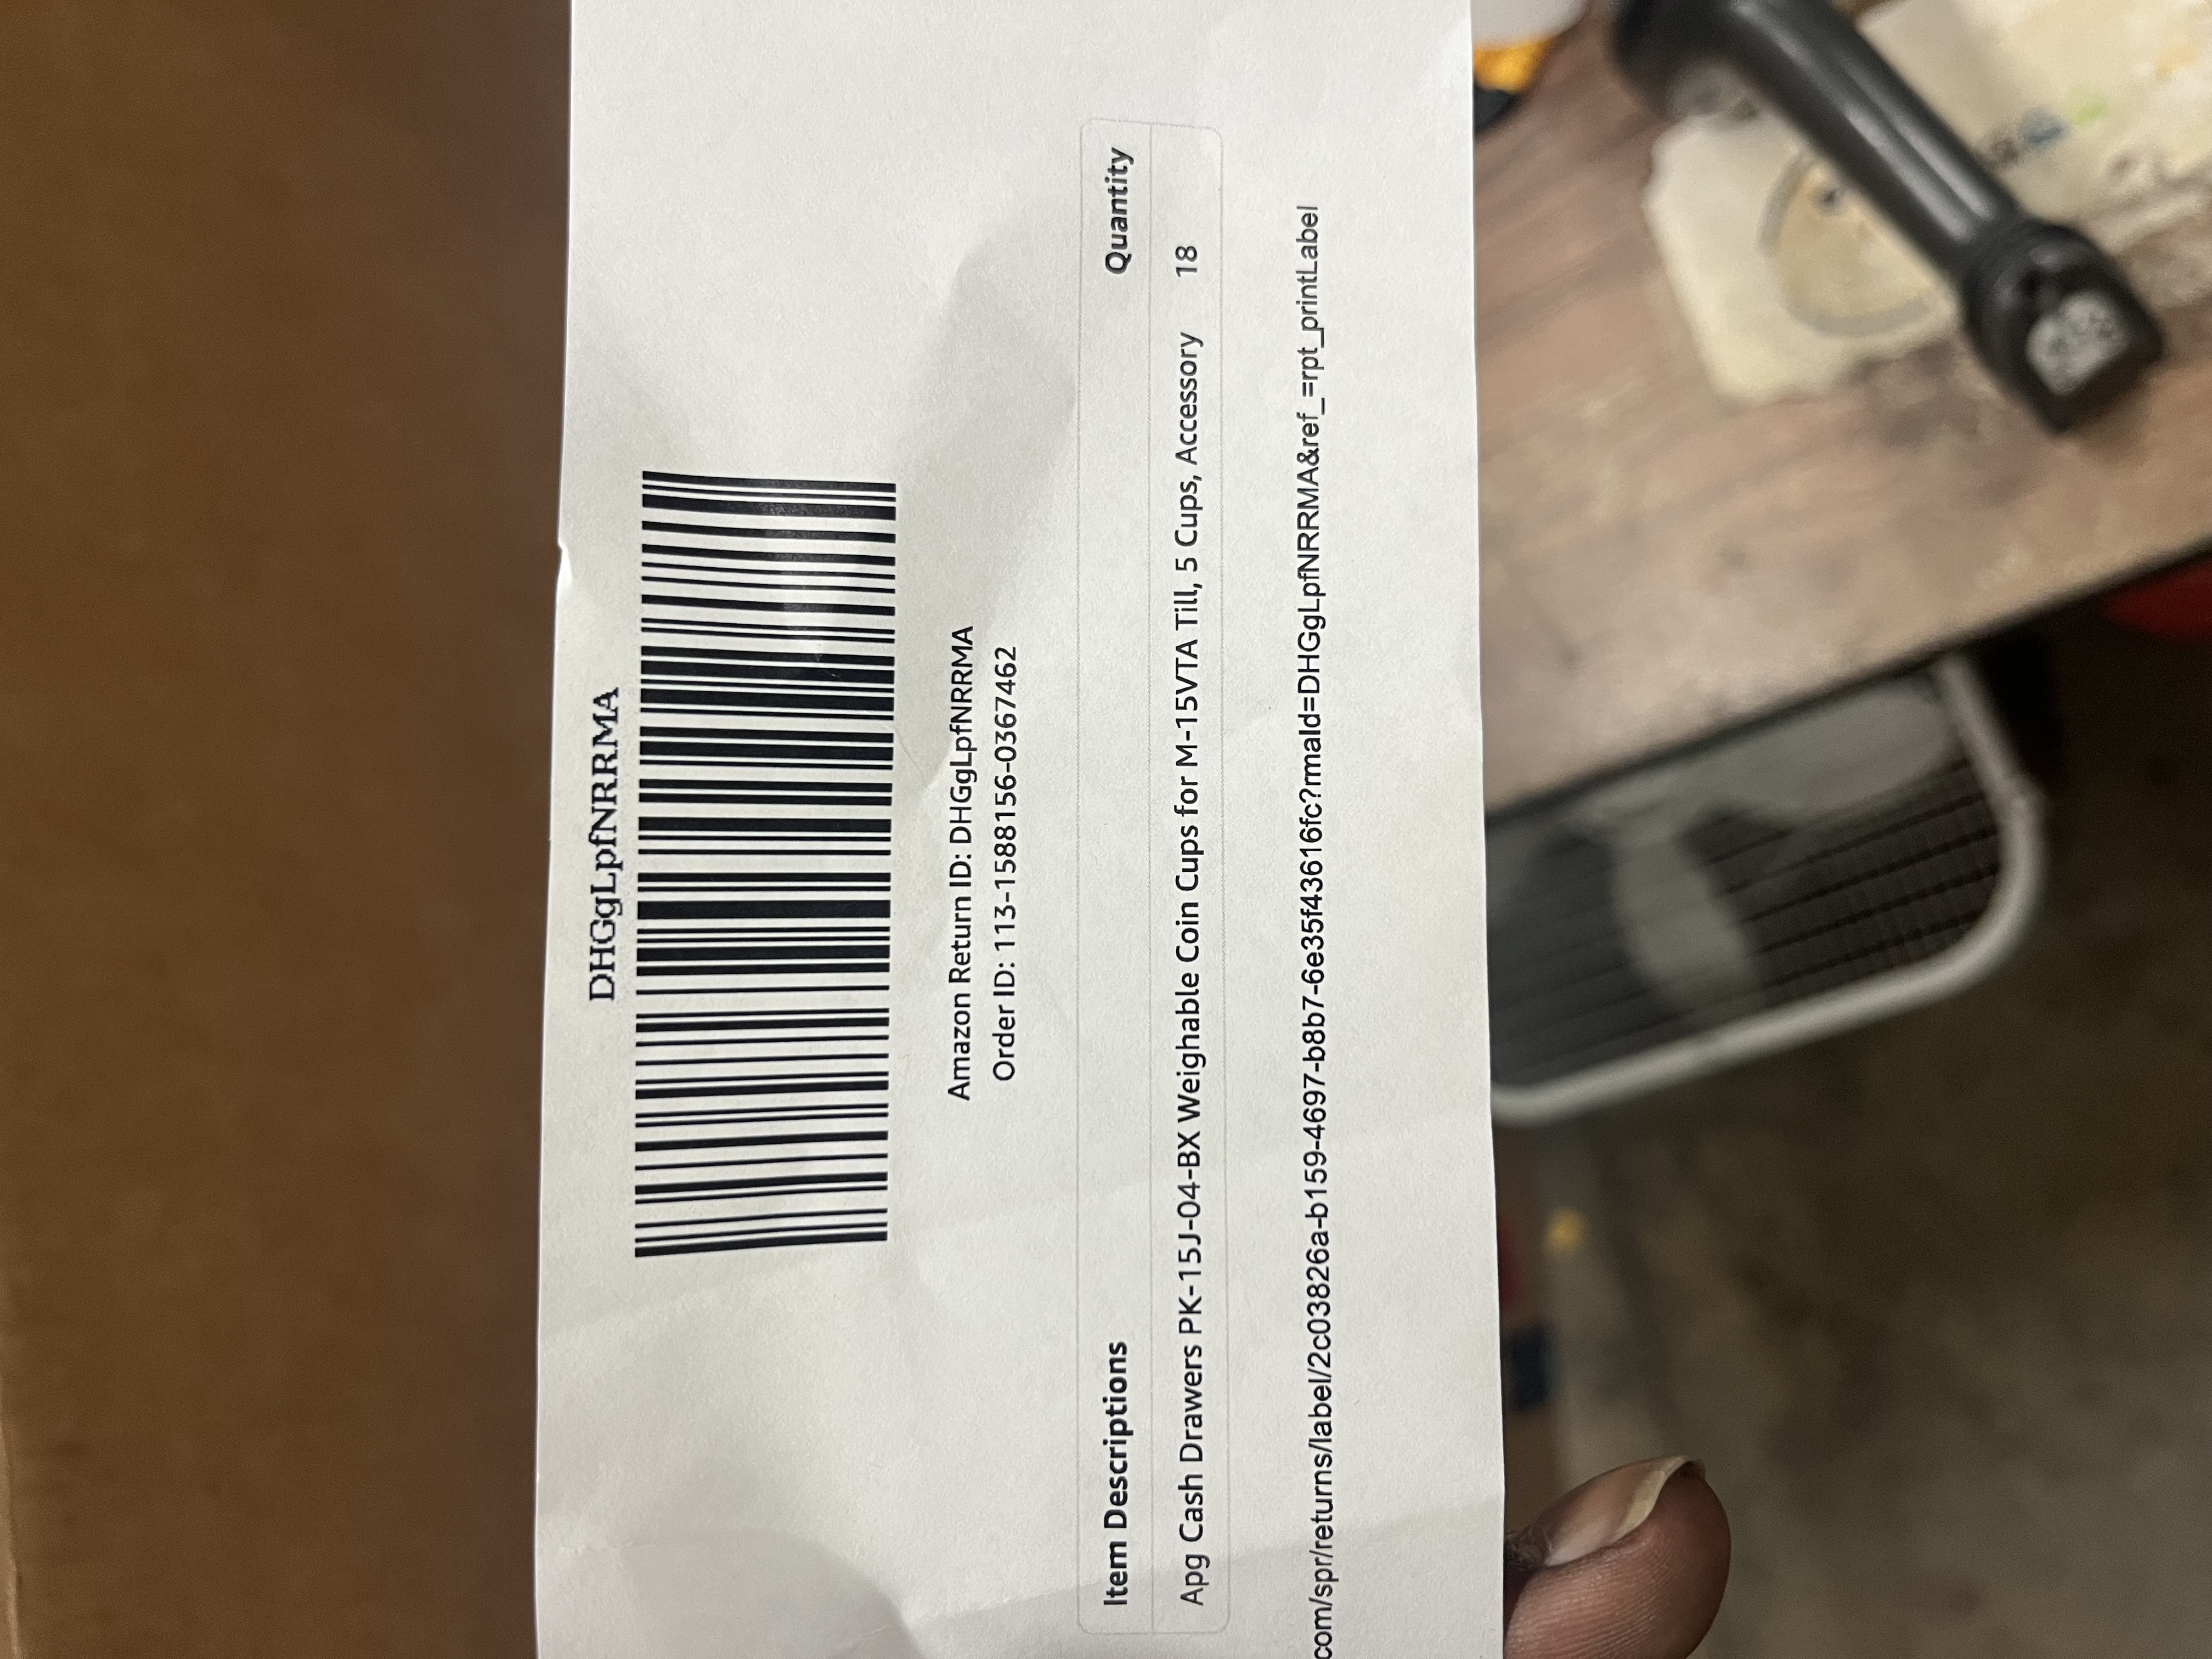 DHGgLpfNRRMA
Amazon Return ID: DHGgLpfNRRMA
Order ID: 113-1588156-0367462
Item Descriptions Quantity
Apg Cash Drawers PK-15J-04-BX Weighable Coin Cups for M-15VTA Till, 5 Cups, Accessory 18
com/spr/returns/label/2c03826a-b159-4697-b8b7-6e35f43616fc?rmaId=DHGgLpfNRRMA&ref_=rpt_printLabel